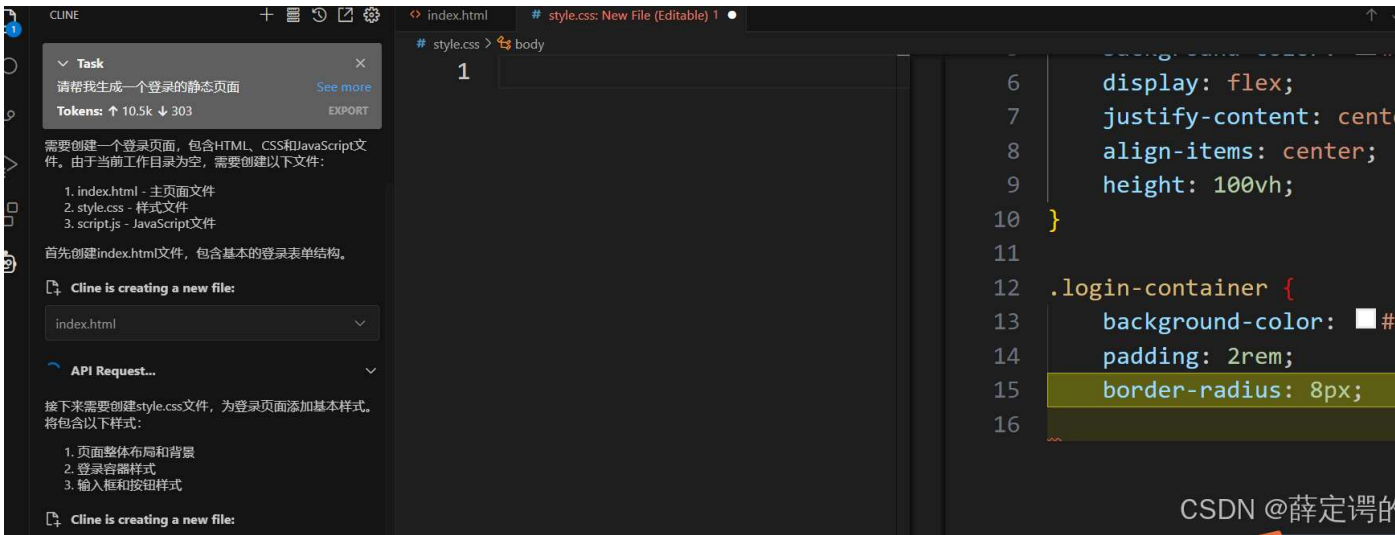 CLINE
index.html
# style.css: New File (Editable) 1
# style.css > body
Task
请帮我生成一个登录的静态页面 See more
Tokens: ↑ 10.5k ↓ 303 EXPORT
需要创建一个登录页面，包含HTML、CSS和JavaScript文
件。由于当前工作目录为空，需要创建以下文件：
1. index.html - 主页面文件
2. style.css - 样式文件
3. script.js - JavaScript文件
首先创建index.html文件，包含基本的登录表单结构。
Cline is creating a new file:
index.html
API Request...
接下来需要创建style.css文件，为登录页面添加基本样式。
将包含以下样式：
1. 页面整体布局和背景
2. 登录容器样式
3. 输入框和按钮样式
Cline is creating a new file:
1
6 display: flex;
7 justify-content: cent
8 align-items: center;
9 height: 100vh;
10 }
11
12 .login-container {
13 background-color: #
14 padding: 2rem;
15 border-radius: 8px;
16
CSDN @薛定谔的
1